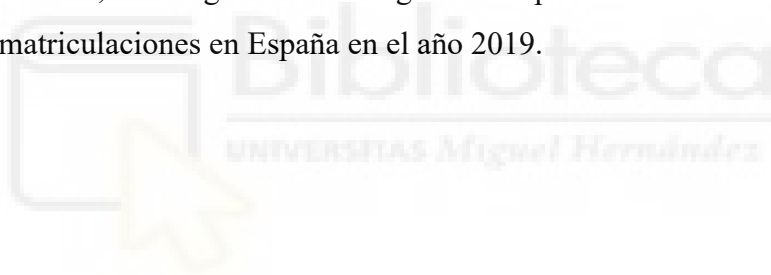 matriculaciones en España en el año 2019.
Biblioteca
UNIVERSITAS Miguel Hernández